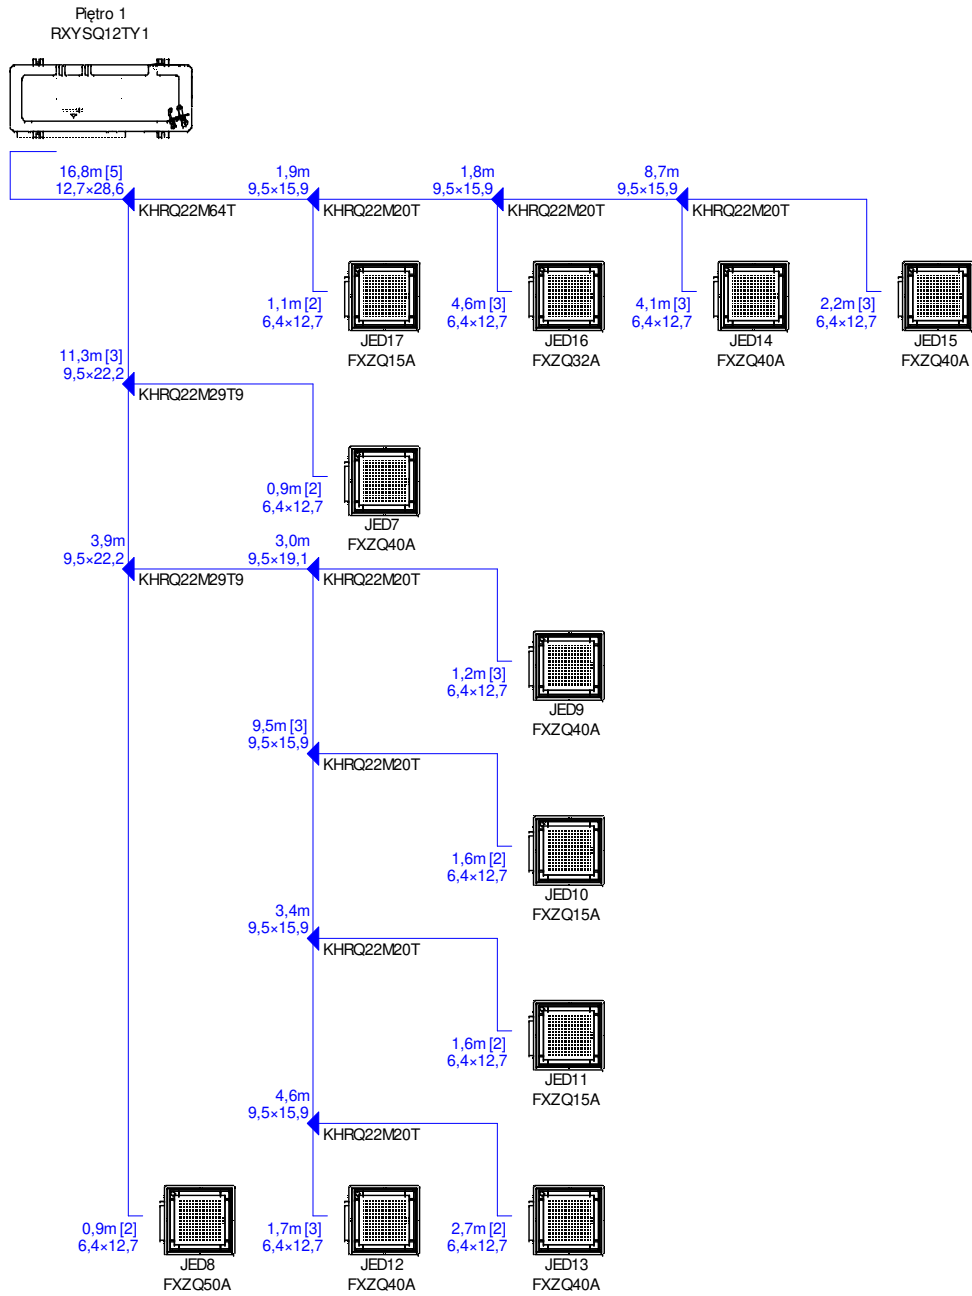 Piętro 1
RXYSQ12TY1
16,8m [5]
12,7×28,6
KHRQ22M64T
1,9m
9,5×15,9
KHRQ22M20T
1,8m
9,5×15,9
KHRQ22M20T
8,7m
9,5×15,9
KHRQ22M20T
1,1m [2]
6,4×12,7
JED17
FXZQ15A
4,6m [3]
6,4×12,7
JED16
FXZQ32A
4,1m [3]
6,4×12,7
JED14
FXZQ40A
2,2m [3]
6,4×12,7
JED15
FXZQ40A
11,3m [3]
9,5×22,2
KHRQ22M29T9
0,9m [2]
6,4×12,7
JED7
FXZQ40A
3,9m
9,5×22,2
KHRQ22M29T9
3,0m
9,5×19,1
KHRQ22M20T
1,2m [3]
6,4×12,7
JED9
FXZQ40A
9,5m [3]
9,5×15,9
KHRQ22M20T
1,6m [2]
6,4×12,7
JED10
FXZQ15A
3,4m
9,5×15,9
KHRQ22M20T
1,6m [2]
6,4×12,7
JED11
FXZQ15A
4,6m
9,5×15,9
KHRQ22M20T
0,9m [2]
6,4×12,7
JED8
FXZQ50A
1,7m [3]
6,4×12,7
JED12
FXZQ40A
2,7m [2]
6,4×12,7
JED13
FXZQ40A